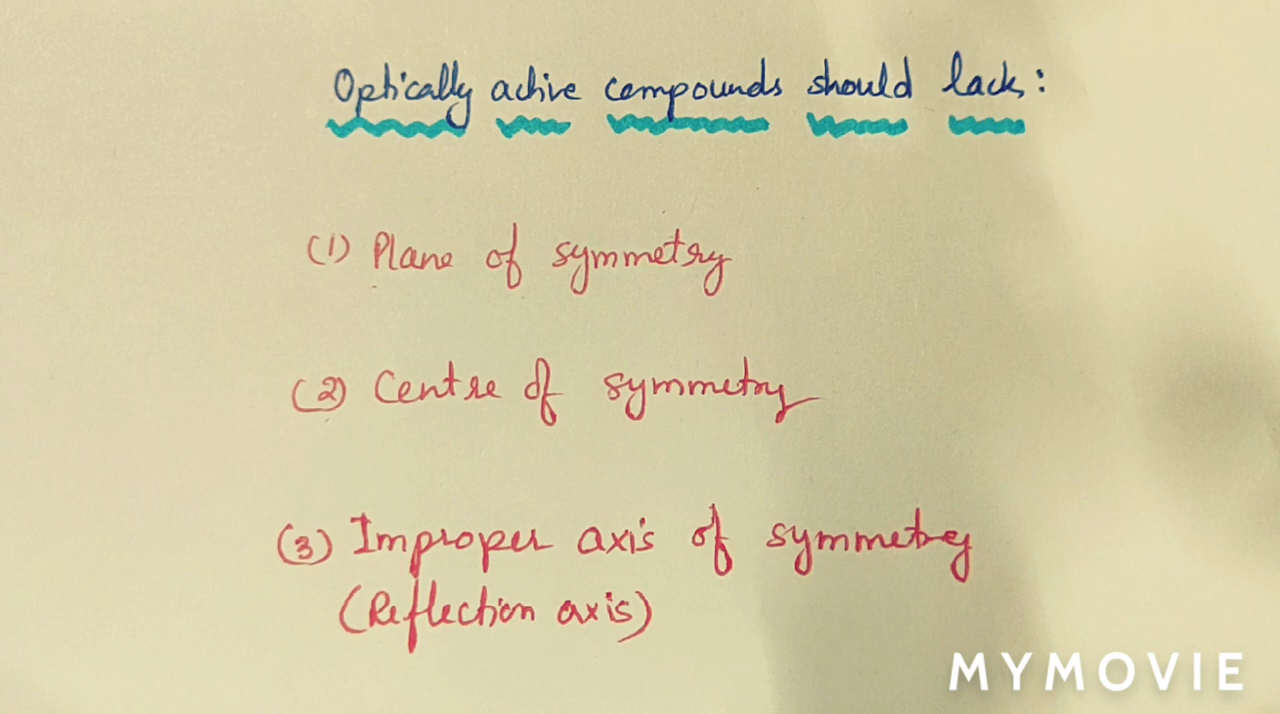 Optically active compounds should lack:
(1) Plane of symmetry
(2) Centre of symmetry
(3) Improper axis of symmetry
(Reflection axis)
MYMOVIE